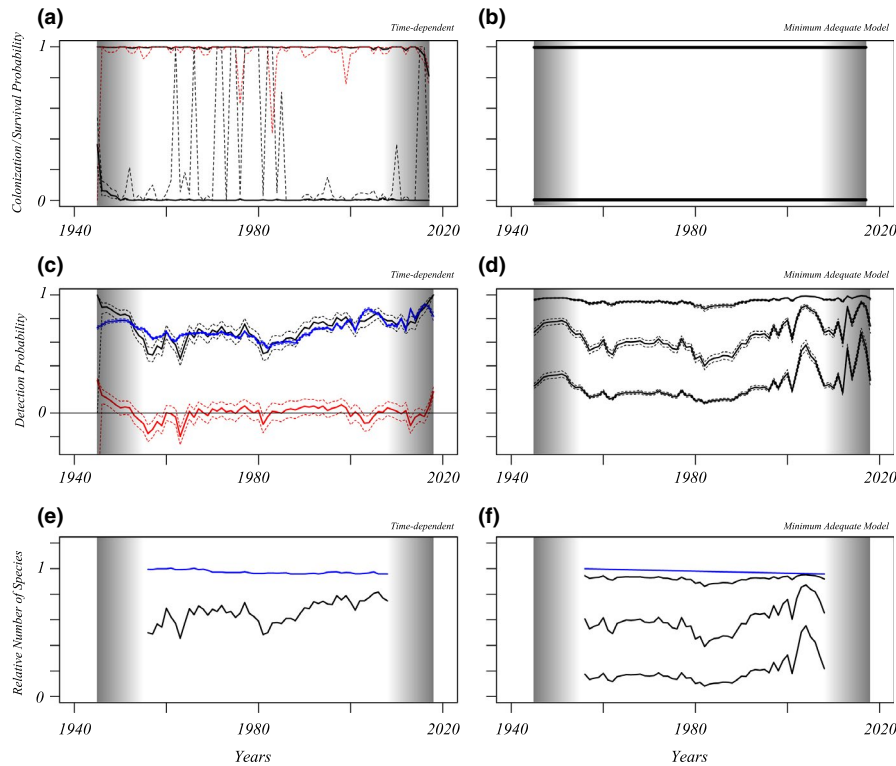 (a)
Time-dependent
(b)
Minimum Adequate Model
Colonization/Survival Probability
1
0
1940
1980
2020
1940
1980
2020
(c)
Time-dependent
(d)
Minimum Adequate Model
Detection Probability
1
0
1940
1980
2020
1940
1980
2020
(e)
Time-dependent
(f)
Minimum Adequate Model
Relative Number of Species
1
0
1940
1980
2020
1940
1980
2020
Years
Years